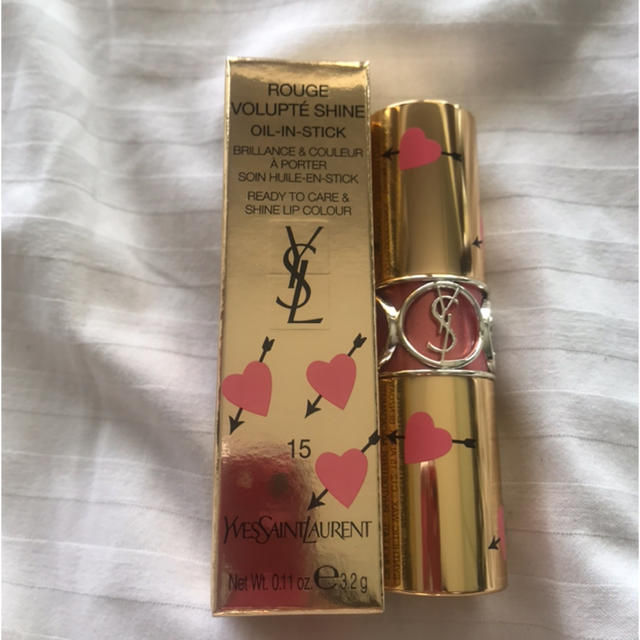 ROUGE
VOLUPTÉ SHINE
OIL-IN-STICK
BRILLANCE & COULEUR
À PORTER
SOIN HUILE-EN-STICK
READY TO CARE &
SHINE LIP COLOUR
YSL
15
YVESSAINTLAURENT
Net Wt. 0.11 oz. ℮ 3.2 g
YSL